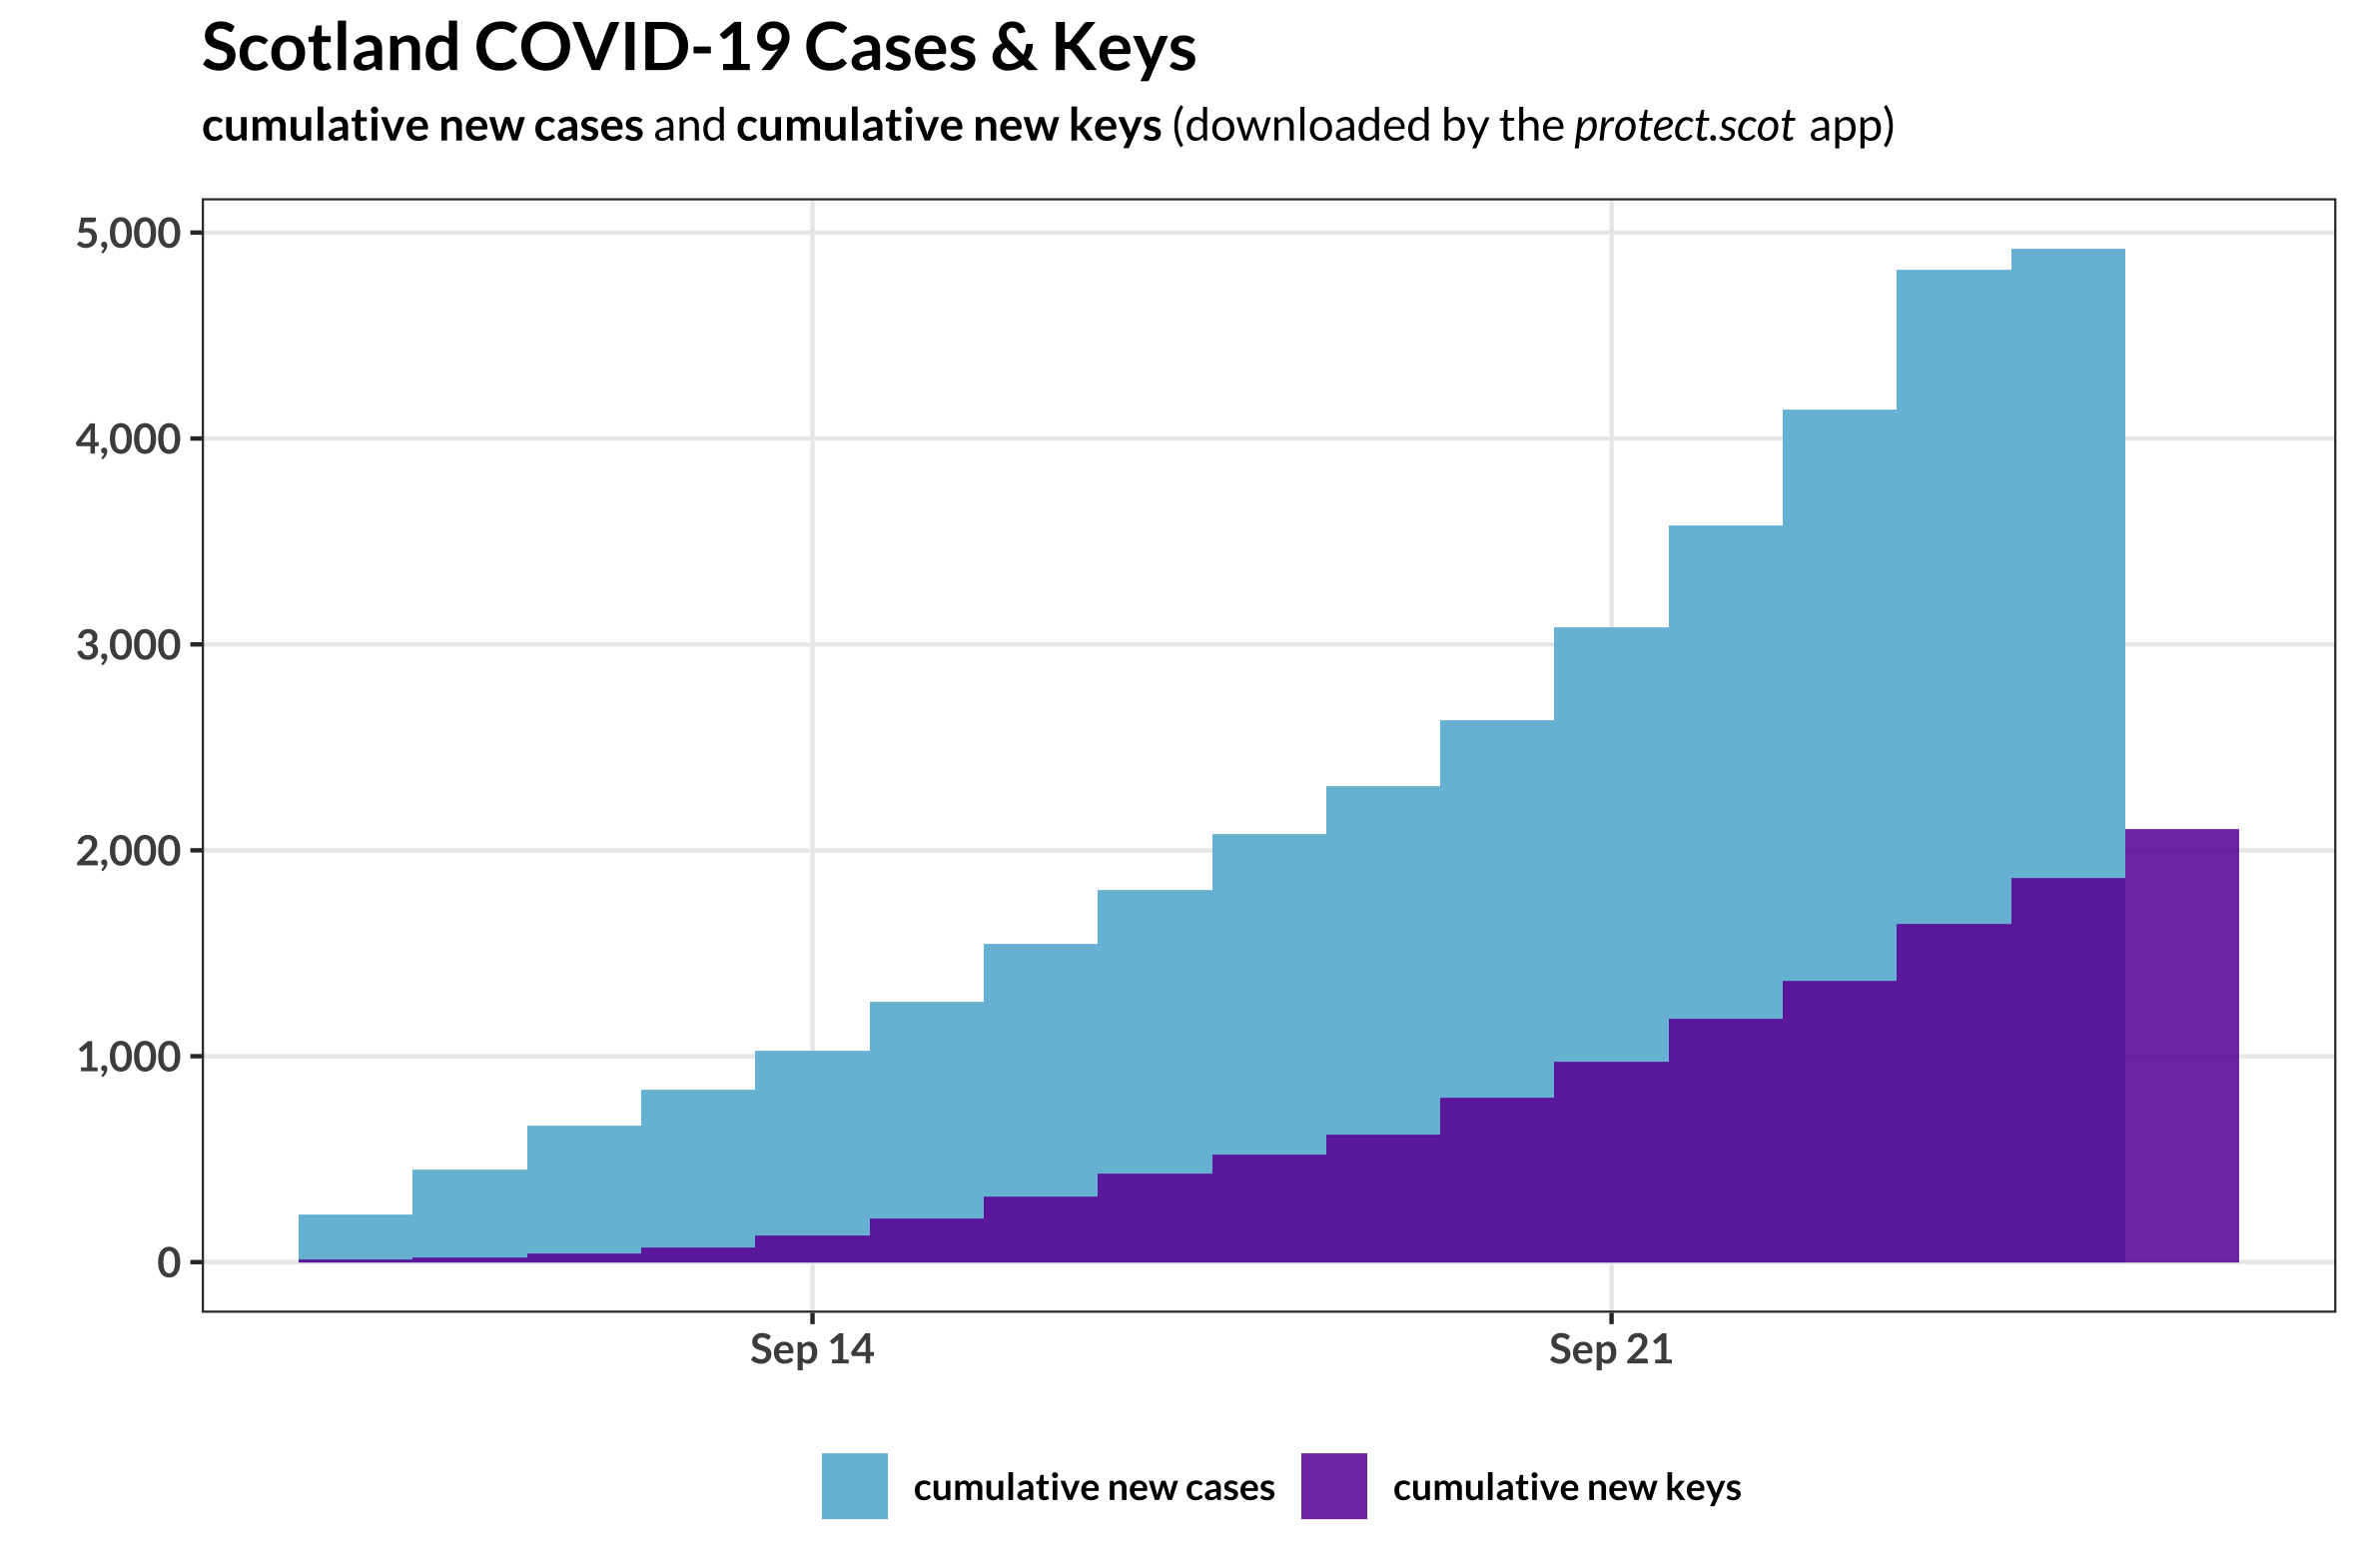 Scotland COVID-19 Cases & Keys
cumulative new cases and cumulative new keys (downloaded by the protect.scot app)
5,000
4,000
3,000
2,000
1,000
0
Sep 14 Sep 21
cumulative new cases cumulative new keys